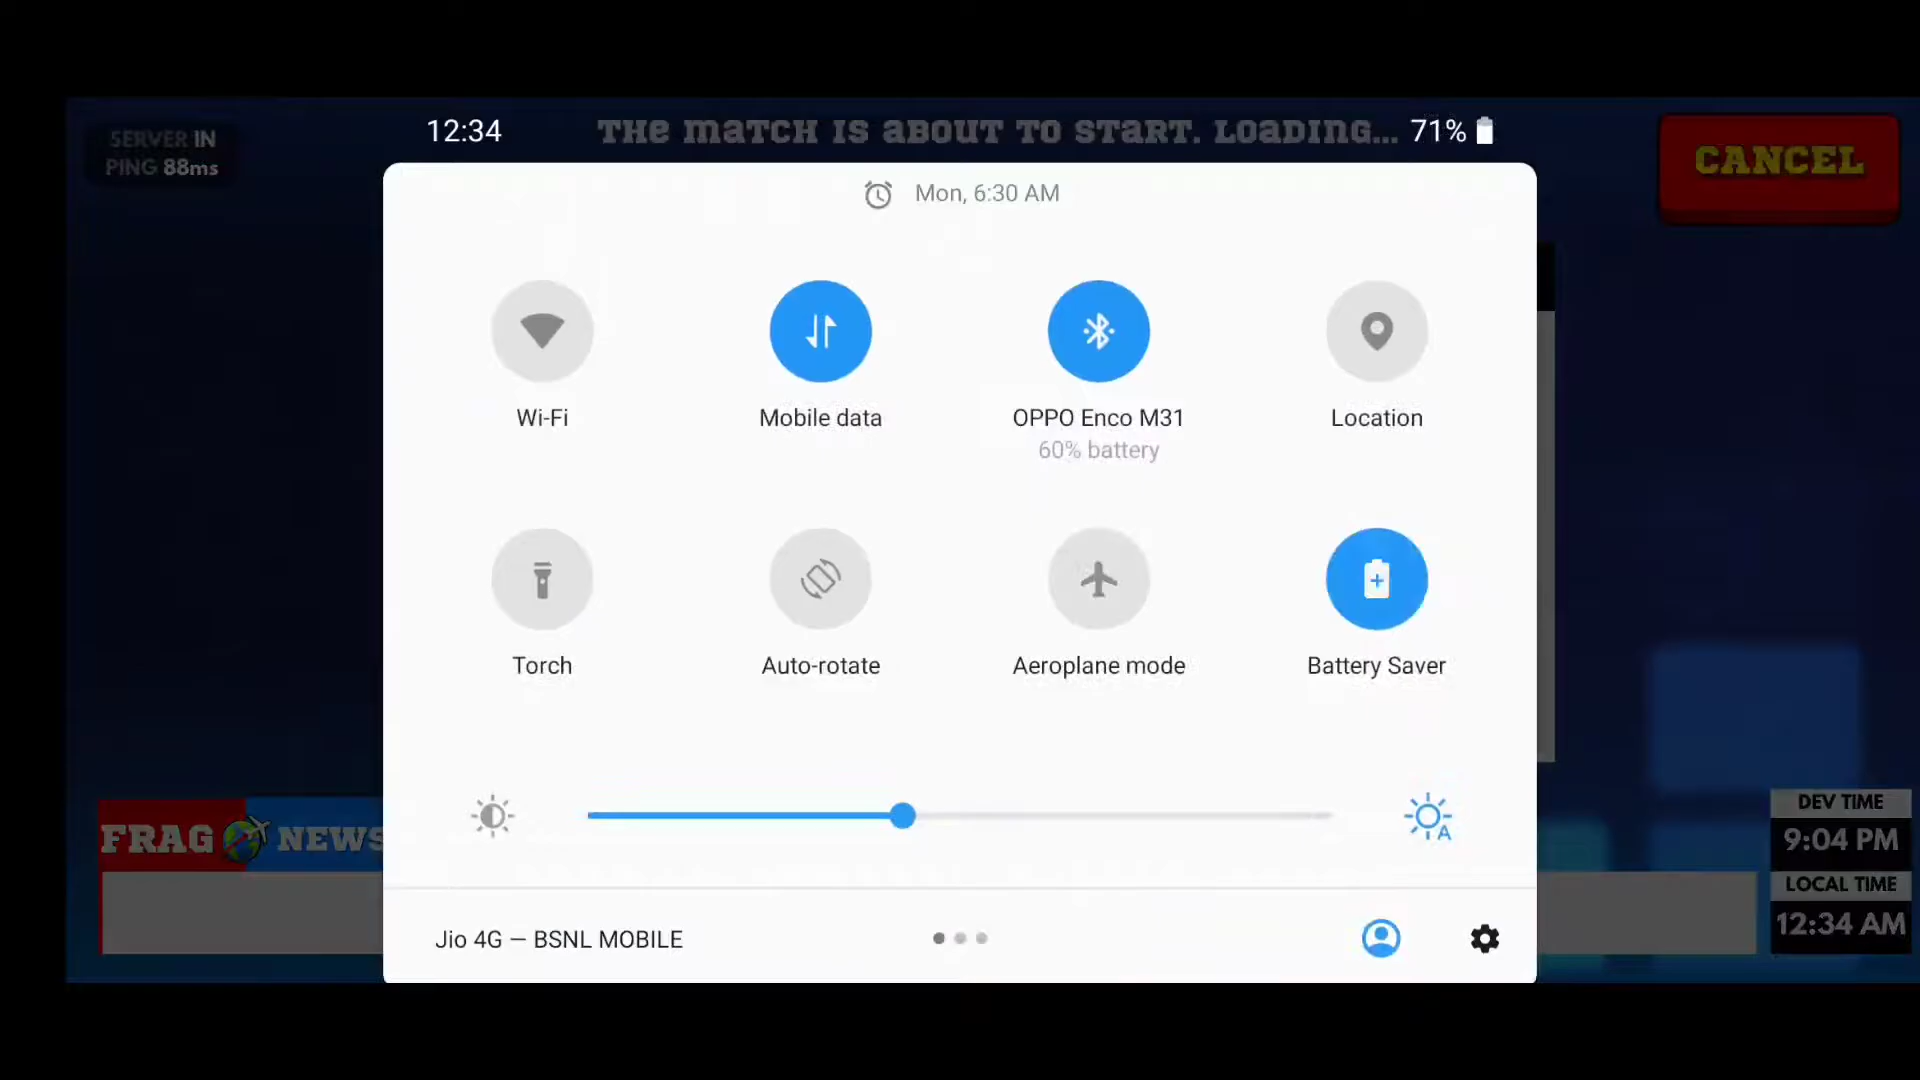 SERVER IN
PING 88ms
12:34
THE MATCH IS ABOUT TO START. LOADING...
71%
CANCEL
Mon, 6:30 AM
Wi-Fi
Mobile data
OPPO Enco M31
60% battery
Location
Torch
Auto-rotate
Aeroplane mode
Battery Saver
A
FRAG NEWS
DEV TIME
9:04 PM
LOCAL TIME
12:34 AM
Jio 4G — BSNL MOBILE